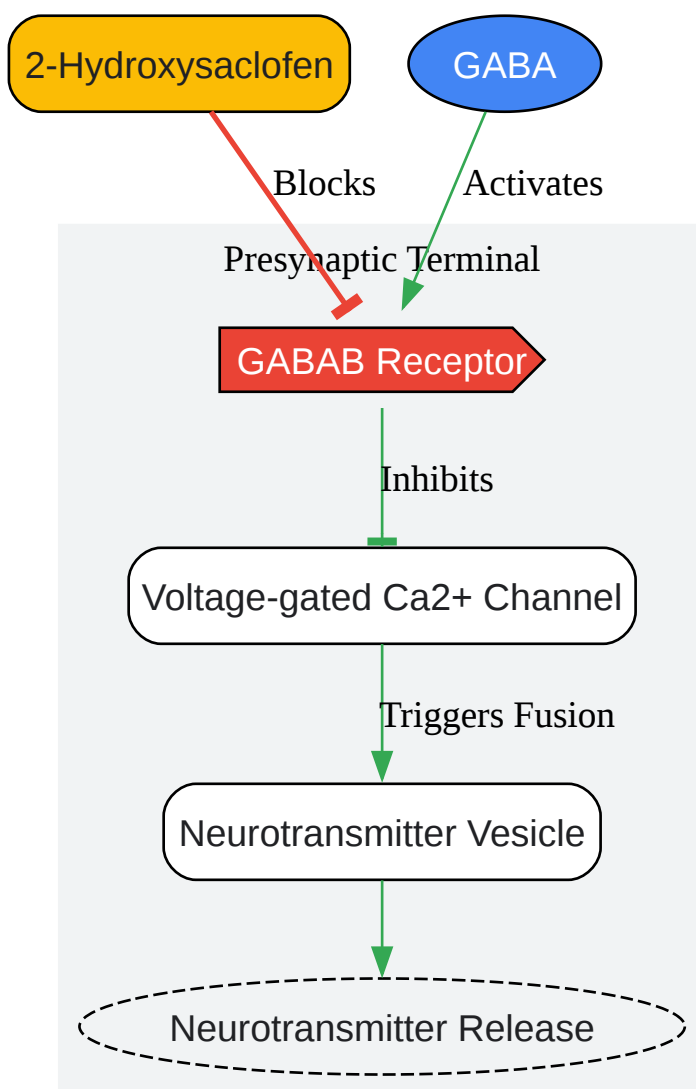 2-Hydroxysaclofen
GABA
Blocks
Activates
Presynaptic Terminal
GABAB Receptor
Inhibits
Voltage-gated Ca2+ Channel
Triggers Fusion
Neurotransmitter Vesicle
Neurotransmitter Release